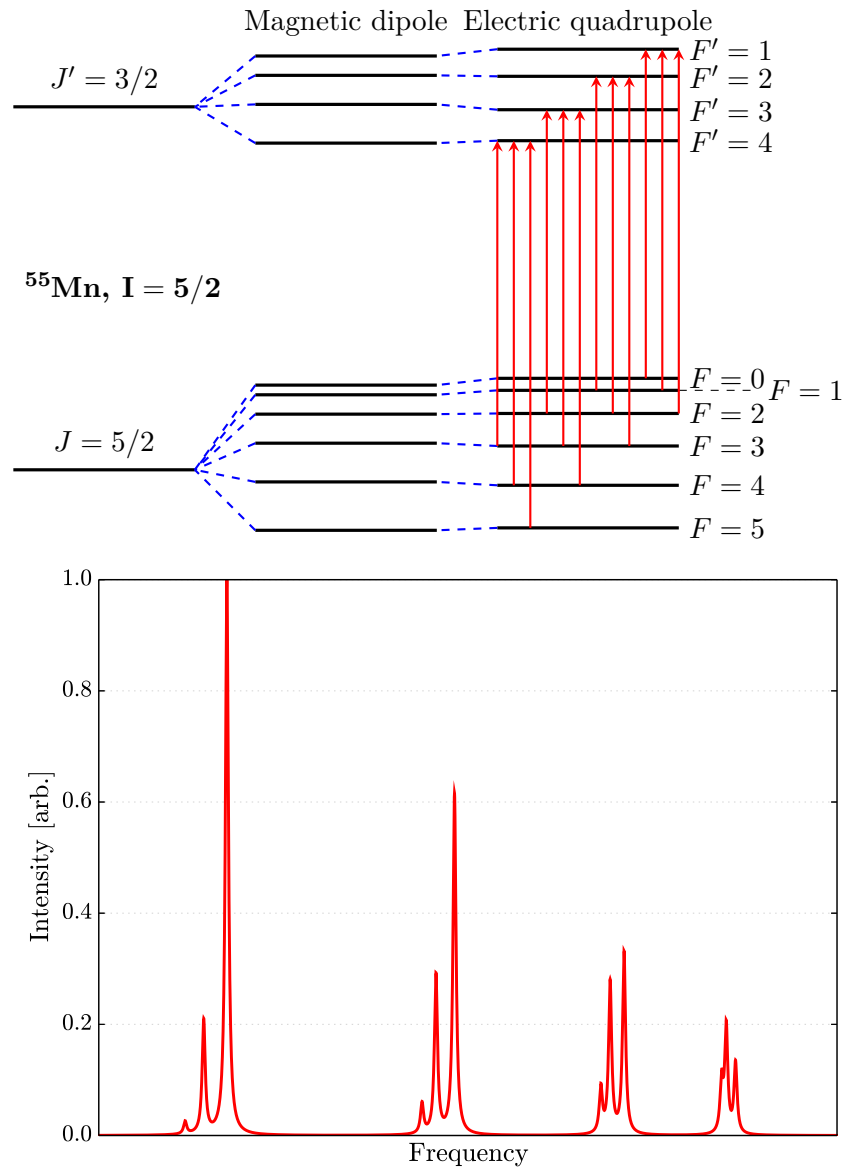 Magnetic dipole Electric quadrupole
J′ = 3/2
F′ = 1
F′ = 2
F′ = 3
F′ = 4
⁵⁵Mn, I = 5/2
J = 5/2
F = 0
F = 1
F = 2
F = 3
F = 4
F = 5
1.0
0.8
0.6
0.4
0.2
0.0
Intensity [arb.]
Frequency